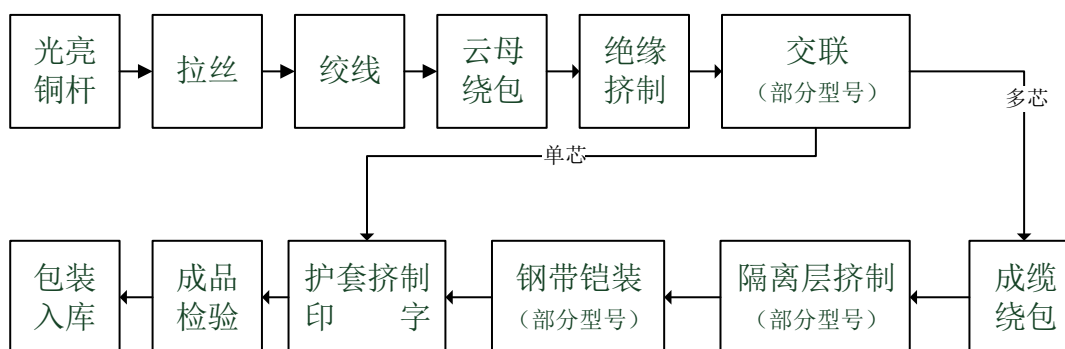 光亮
铜杆
拉丝
绞线
云母
绕包
绝缘
挤制
交联
（部分型号）
多芯
单芯
包装
入库
成品
检验
护套挤制
印 字
钢带铠装
（部分型号）
隔离层挤制
（部分型号）
成缆
绕包